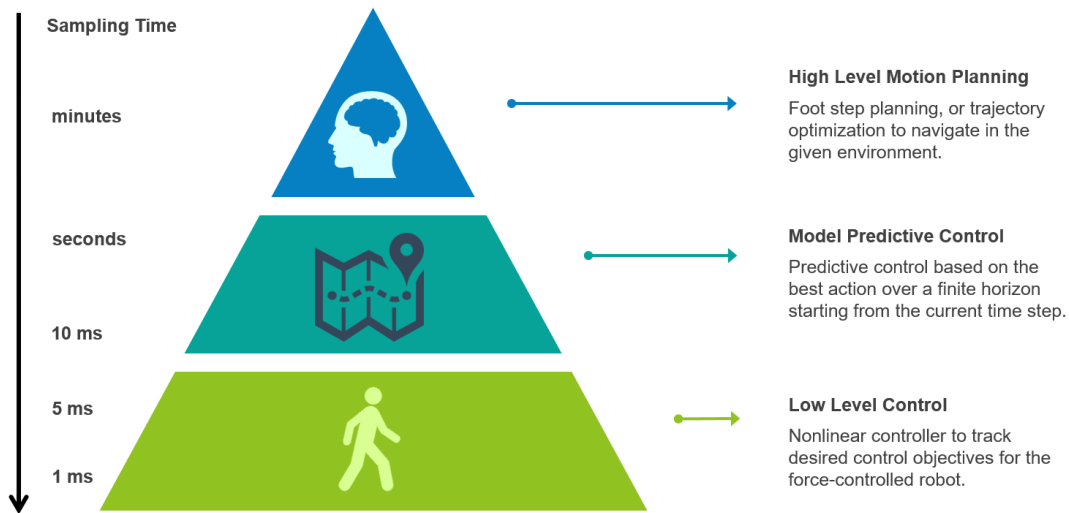 Sampling Time
minutes
seconds
10 ms
5 ms
1 ms
High Level Motion Planning
Foot step planning, or trajectory
optimization to navigate in the
given environment.
Model Predictive Control
Predictive control based on the
best action over a finite horizon
starting from the current time step.
Low Level Control
Nonlinear controller to track
desired control objectives for the
force-controlled robot.